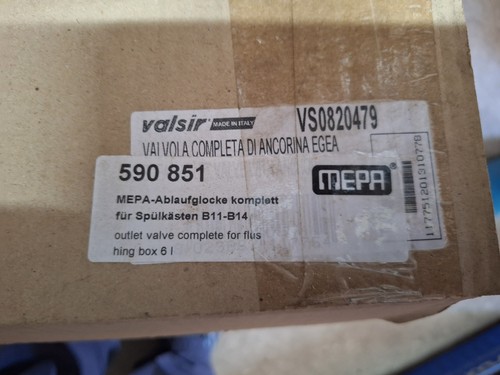 valsir MADE IN ITALY VS0820479
VALVOLA COMPLETA DI ANCORINA EGEA
590 851
MEPA
MEPA-Ablaufglocke komplett
für Spülkästen B11-B14
outlet valve complete for flus
hing box 6 l